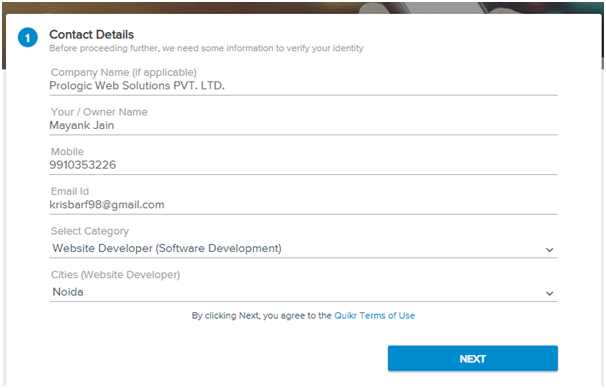 1
Contact Details
Before proceeding further, we need some information to verify your identity
Company Name (if applicable)
Prologic Web Solutions PVT. LTD.
Your / Owner Name
Mayank Jain
Mobile
9910353226
Email Id
krisbarf98@gmail.com
Select Category
Website Developer (Software Development)
Cities (Website Developer)
Noida
By clicking Next, you agree to the Quikr Terms of Use
NEXT